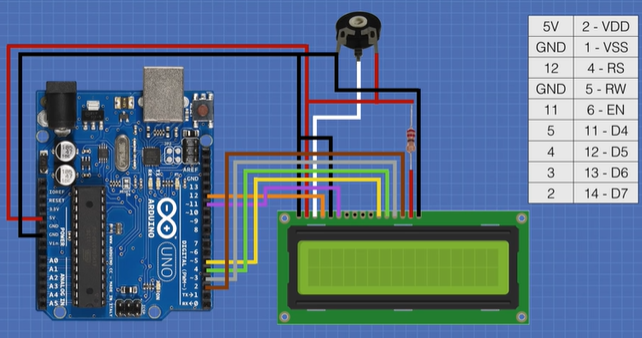 5V 2 - VDD
GND 1 - VSS
12 4 - RS
GND 5 - RW
11 6 - EN
5 11 - D4
4 12 - D5
3 13 - D6
2 14 - D7
AREF
GND
13
12
~11
~10
~9
8
7
~6
~5
4
~3
2
TX→1
RX←0
DIGITAL (PWM~)
ARDUINO
UNO
IOREF
RESET
3.3V
5V
GND
GND
Vin
POWER
A0
A1
A2
A3
A4
A5
ANALOG IN